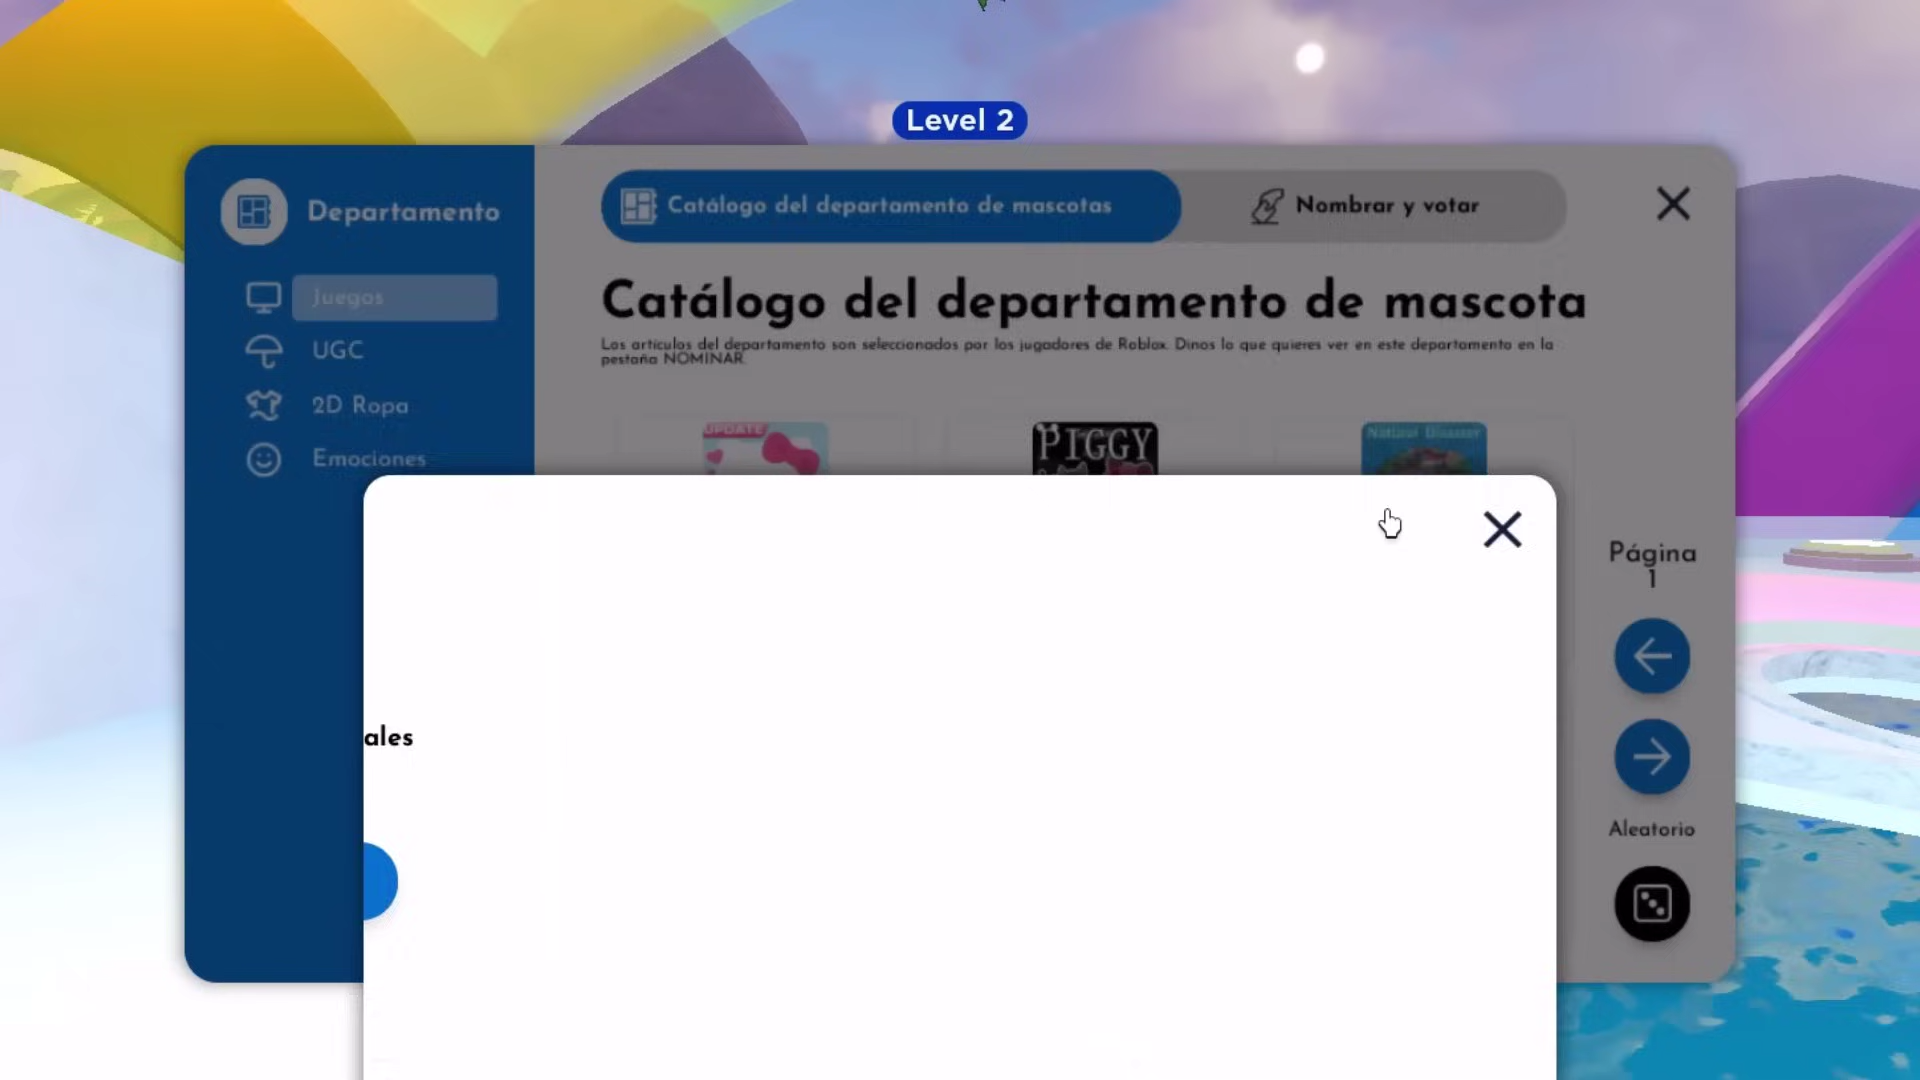 Level 2
Departamento
Juegos
UGC
2D Ropa
Emociones
Catálogo del departamento de mascotas
Nombrar y votar
Catálogo del departamento de mascota
Los artículos del departamento son seleccionados por los jugadores de Roblox. Dinos lo que quieres ver en este departamento en la
pestaña NOMINAR.
UPDATE
PIGGY
Natural Disaster
ales
Página
1
Aleatorio